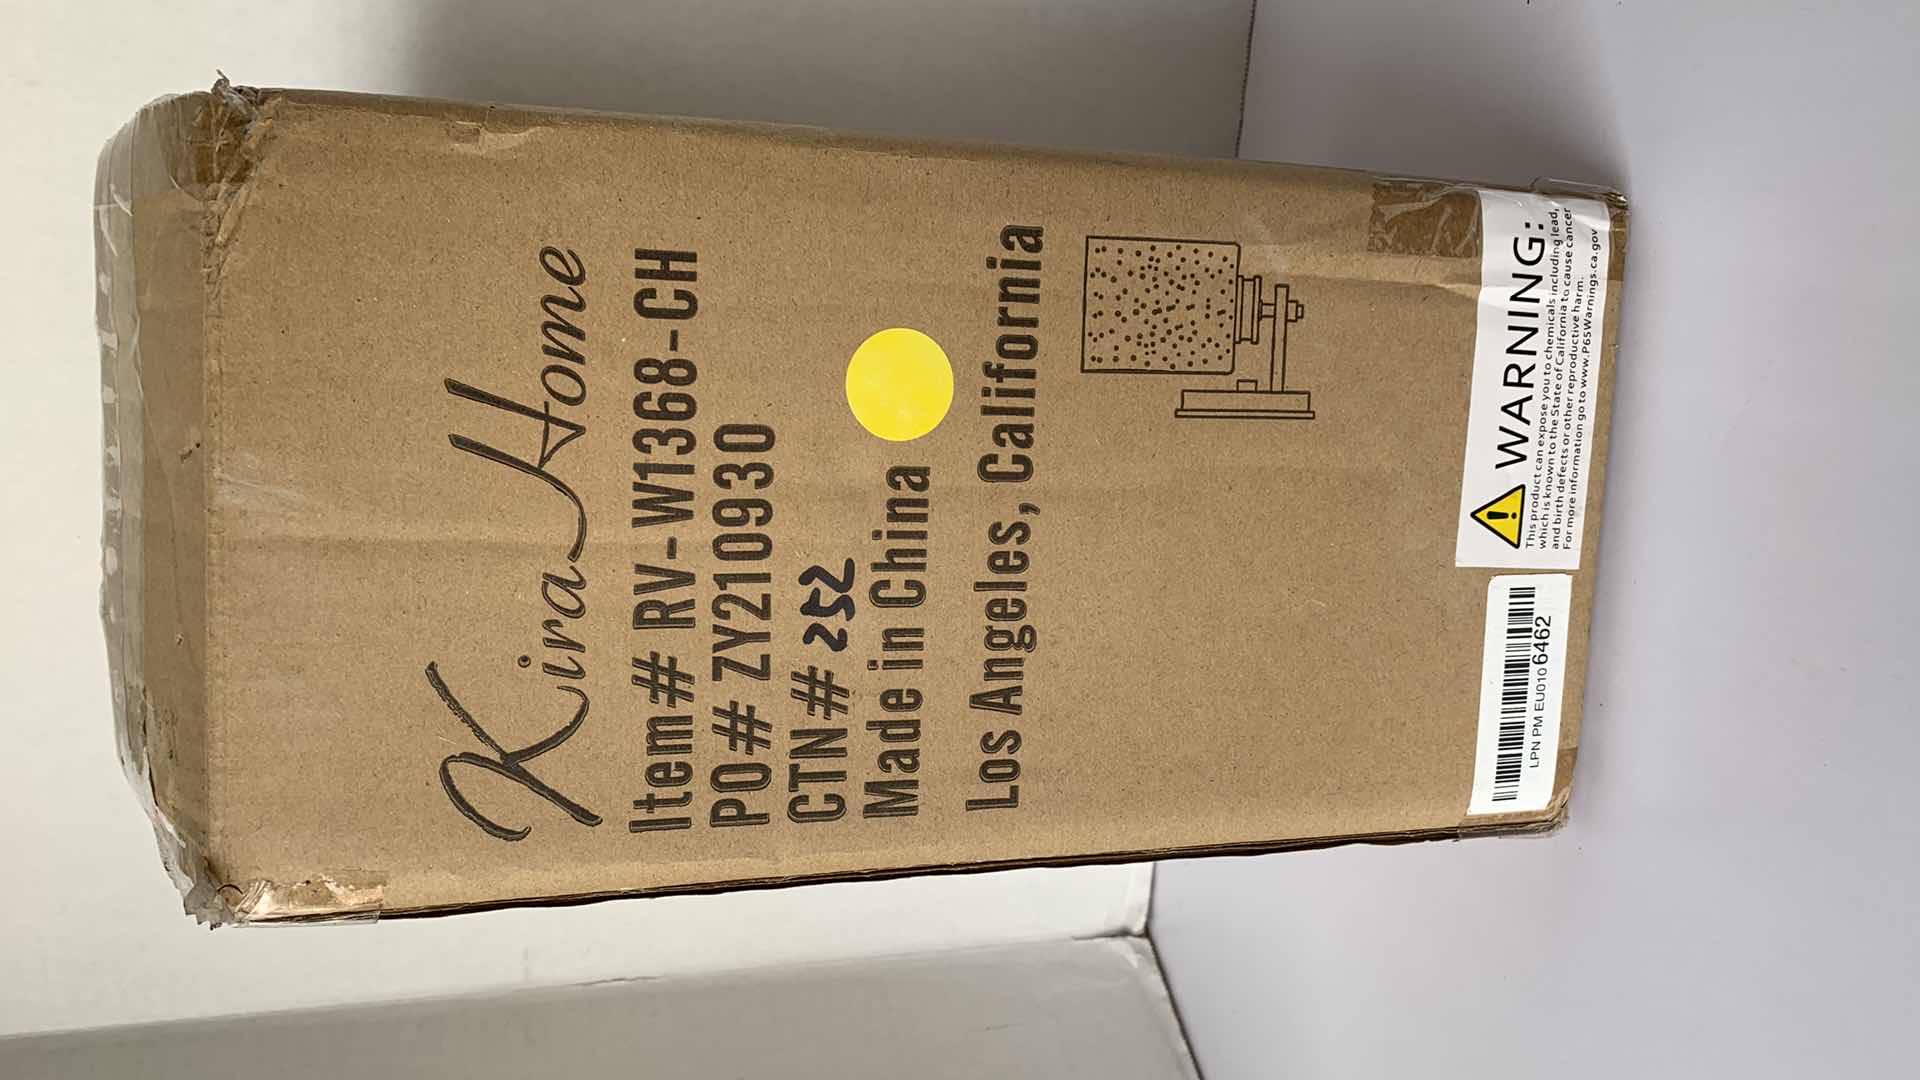 Kira Home
Item# RV-W1368-CH
PO# ZY210930
CTN# 252
Made in China
Los Angeles, California
WARNING:
This product can expose you to chemicals including lead,
which is known to the State of California to cause cancer
and birth defects or other reproductive harm.
For more information go to www.P65Warnings.ca.gov
LPN PM EU010 6462